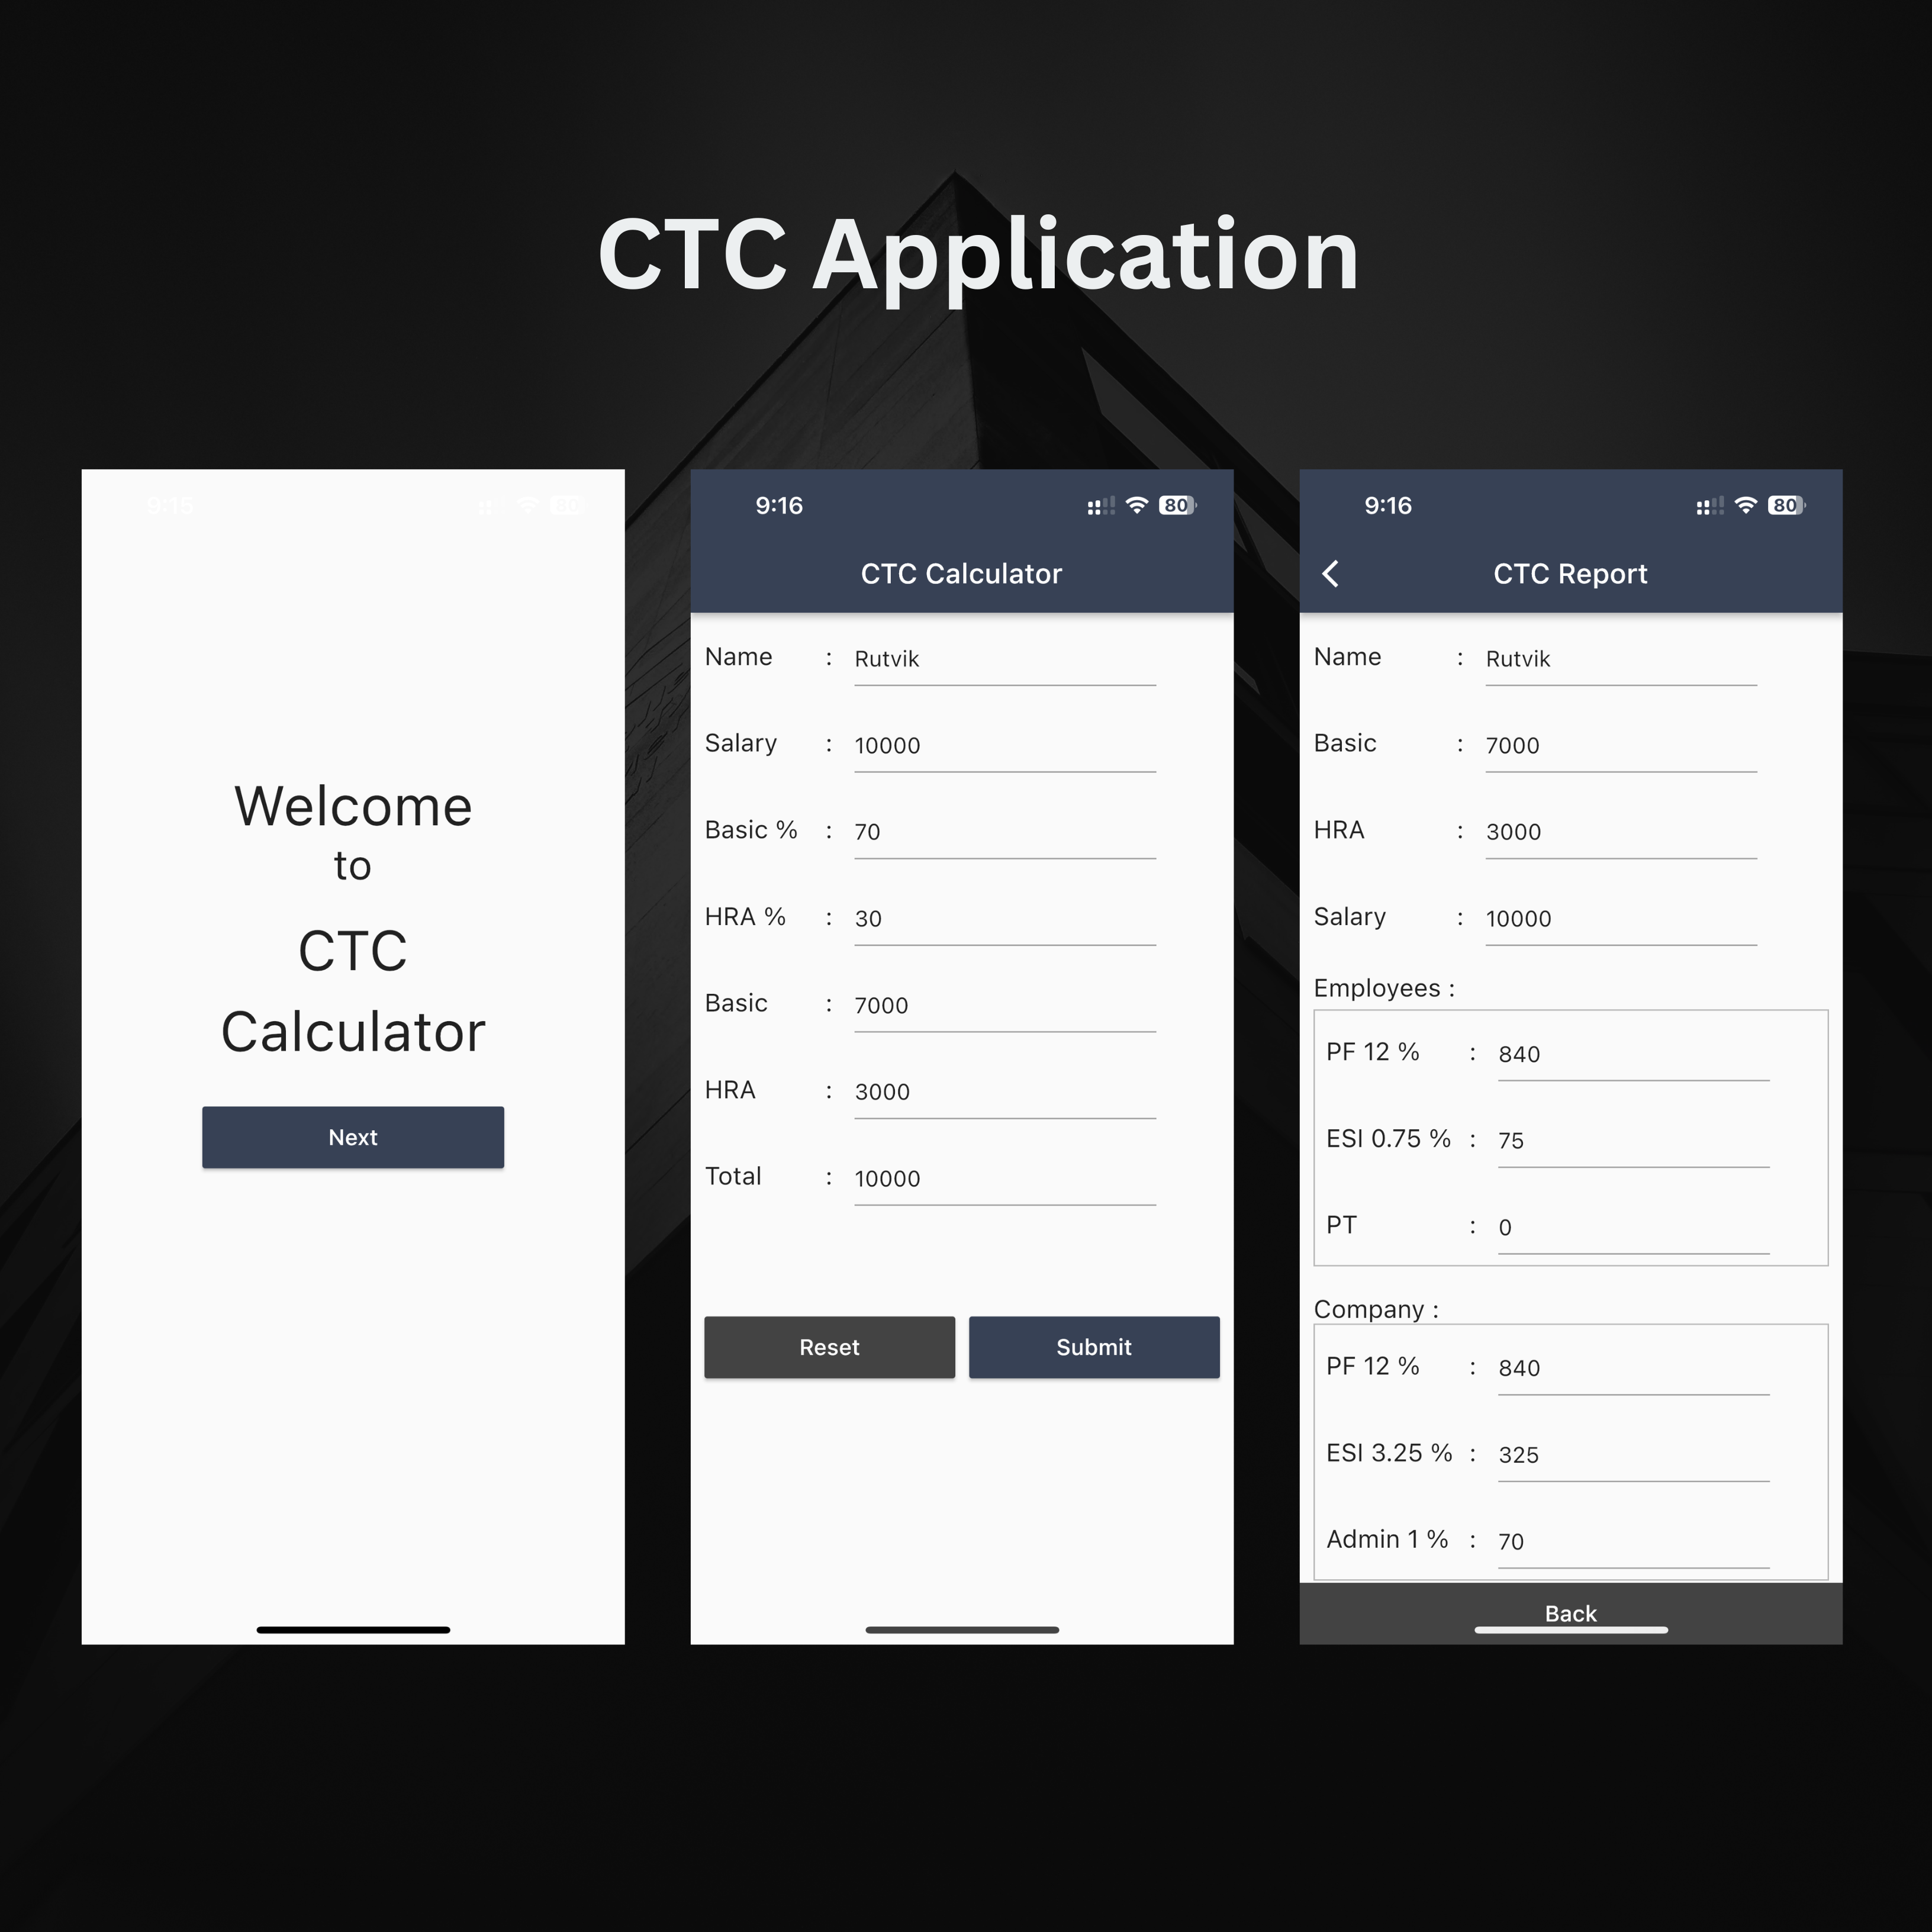 CTC Application
9:15
80
Welcome
to
CTC
Calculator
Next
9:16
80
CTC Calculator
Name : Rutvik
Salary : 10000
Basic % : 70
HRA % : 30
Basic : 7000
HRA : 3000
Total : 10000
Reset Submit
9:16
80
CTC Report
Name : Rutvik
Basic : 7000
HRA : 3000
Salary : 10000
Employees :
PF 12 % : 840
ESI 0.75 % : 75
PT : 0
Company :
PF 12 % : 840
ESI 3.25 % : 325
Admin 1 % : 70
Back